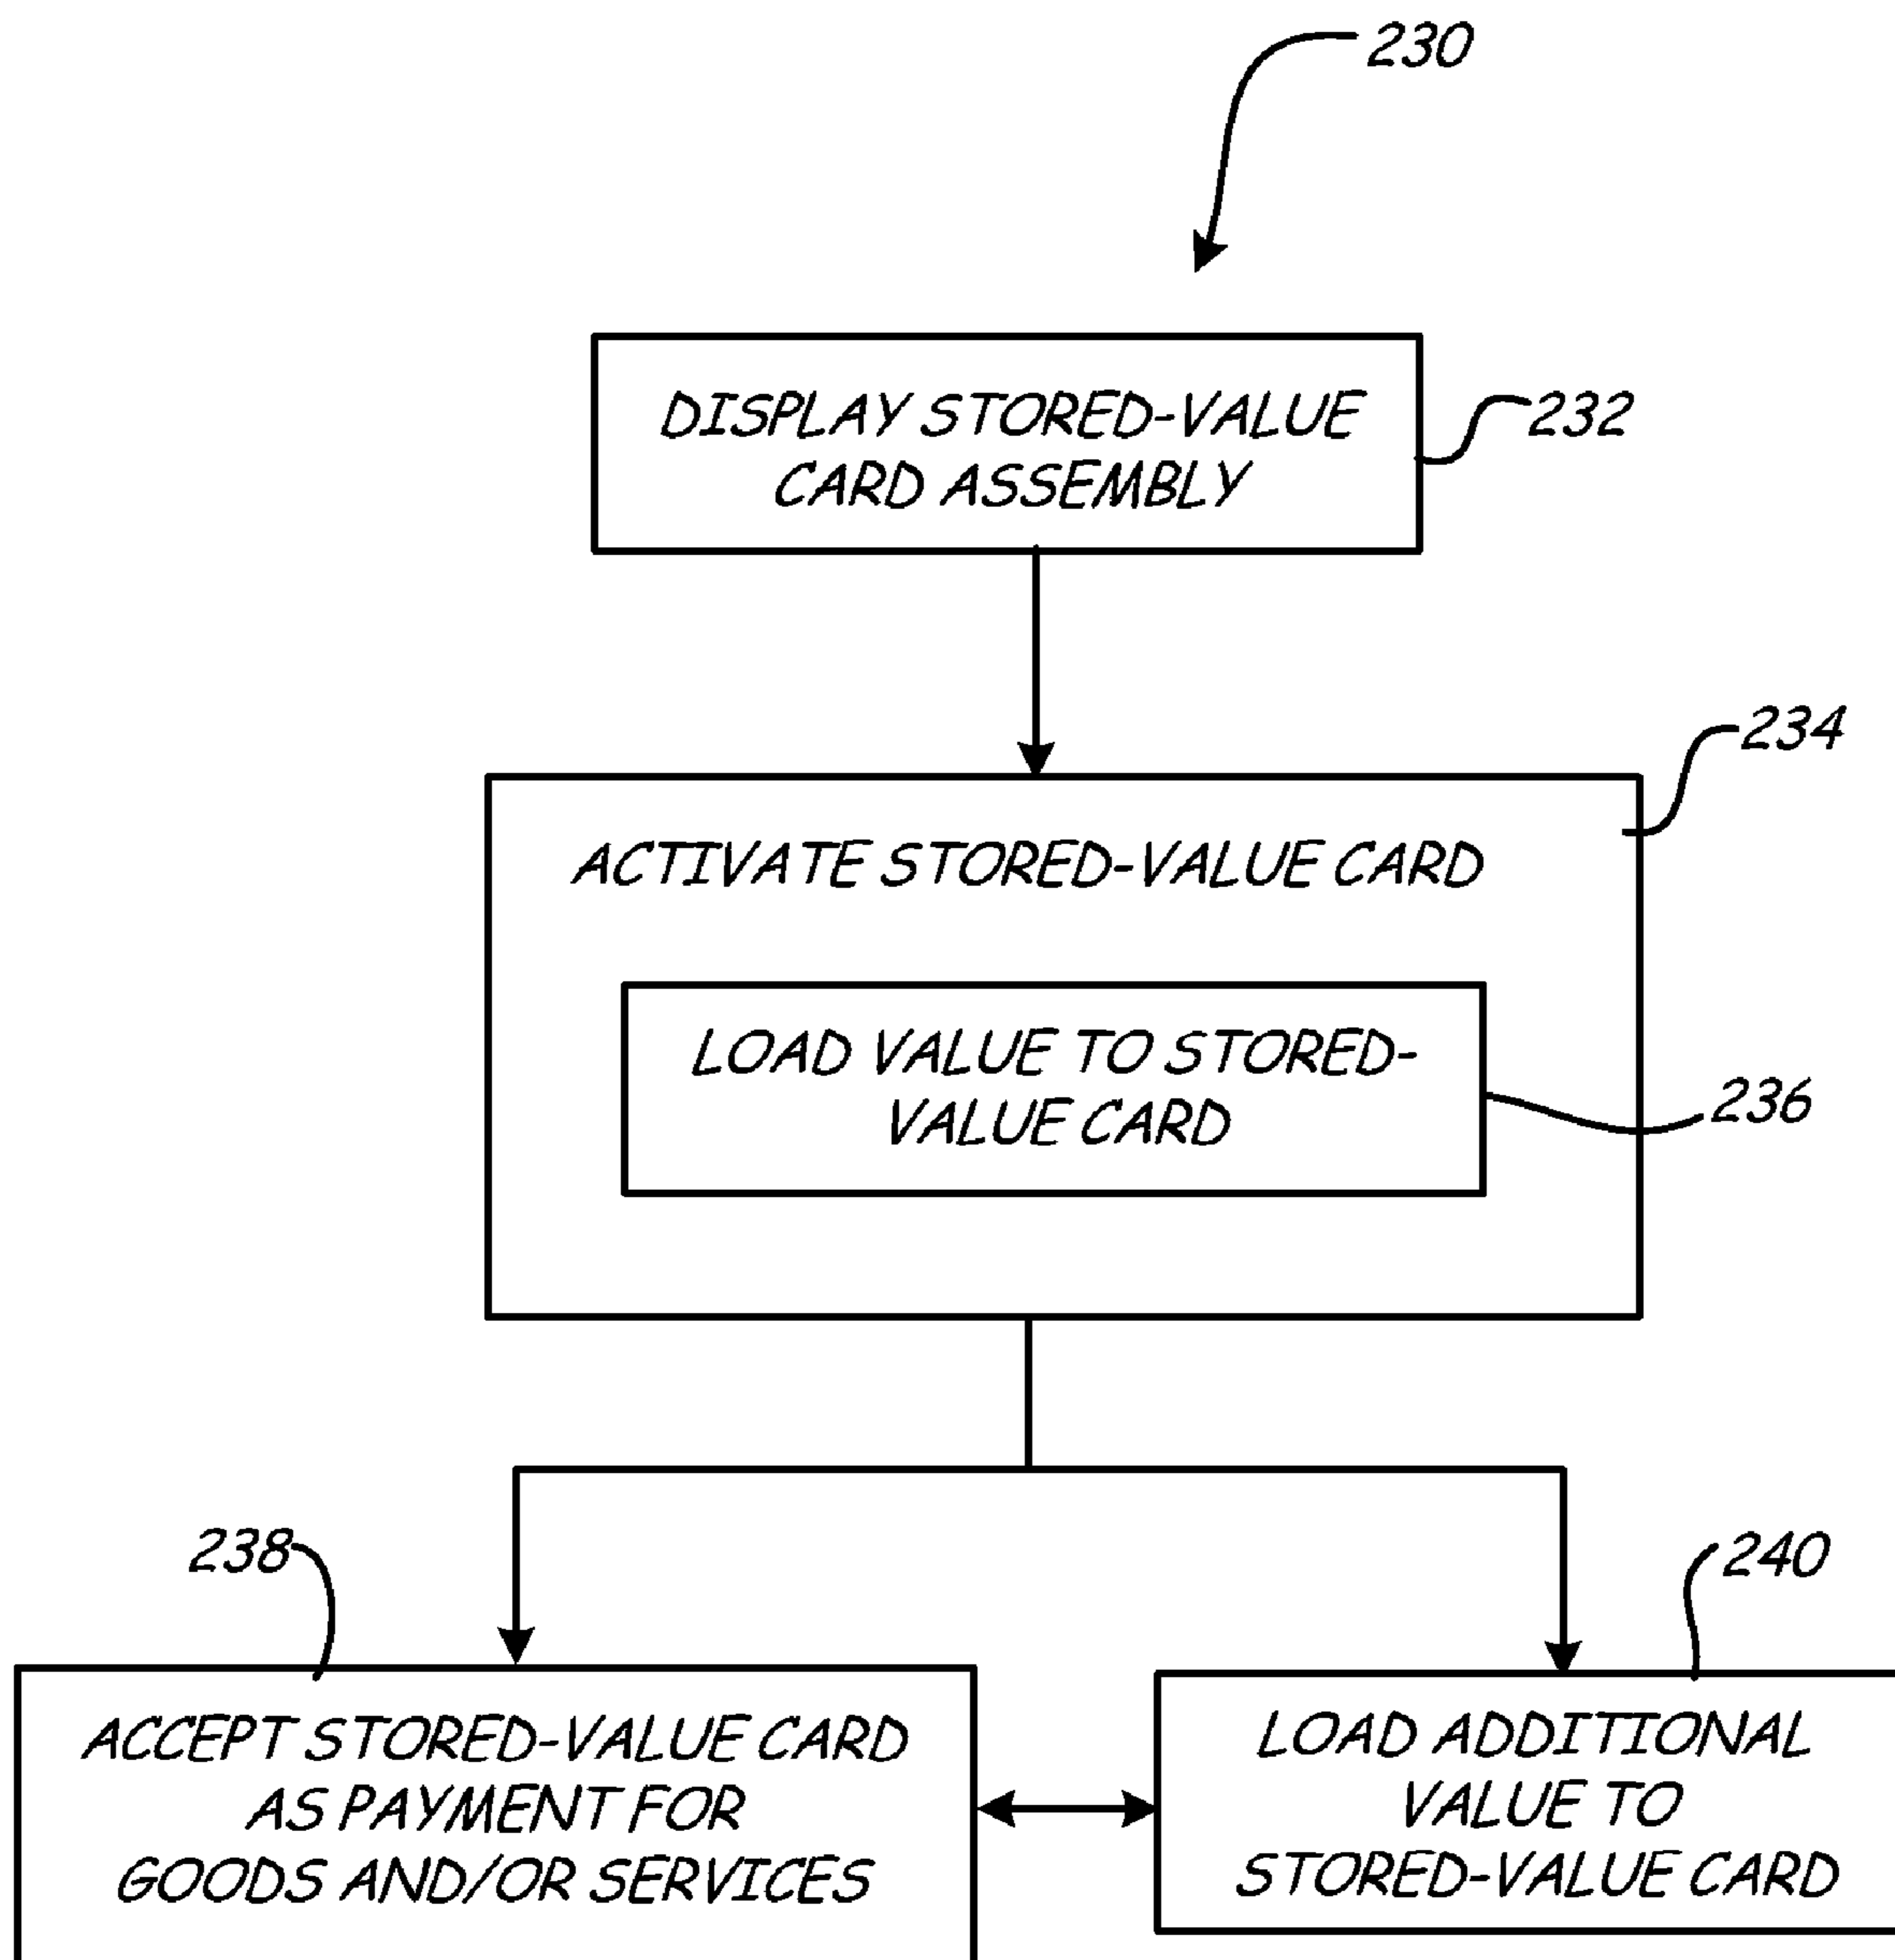 230
DISPLAY STORED-VALUE
CARD ASSEMBLY
232
234
ACTIVATE STORED-VALUE CARD
LOAD VALUE TO STORED-
VALUE CARD
236
238
240
ACCEPT STORED-VALUE CARD
AS PAYMENT FOR
GOODS AND/OR SERVICES
LOAD ADDITIONAL
VALUE TO
STORED-VALUE CARD